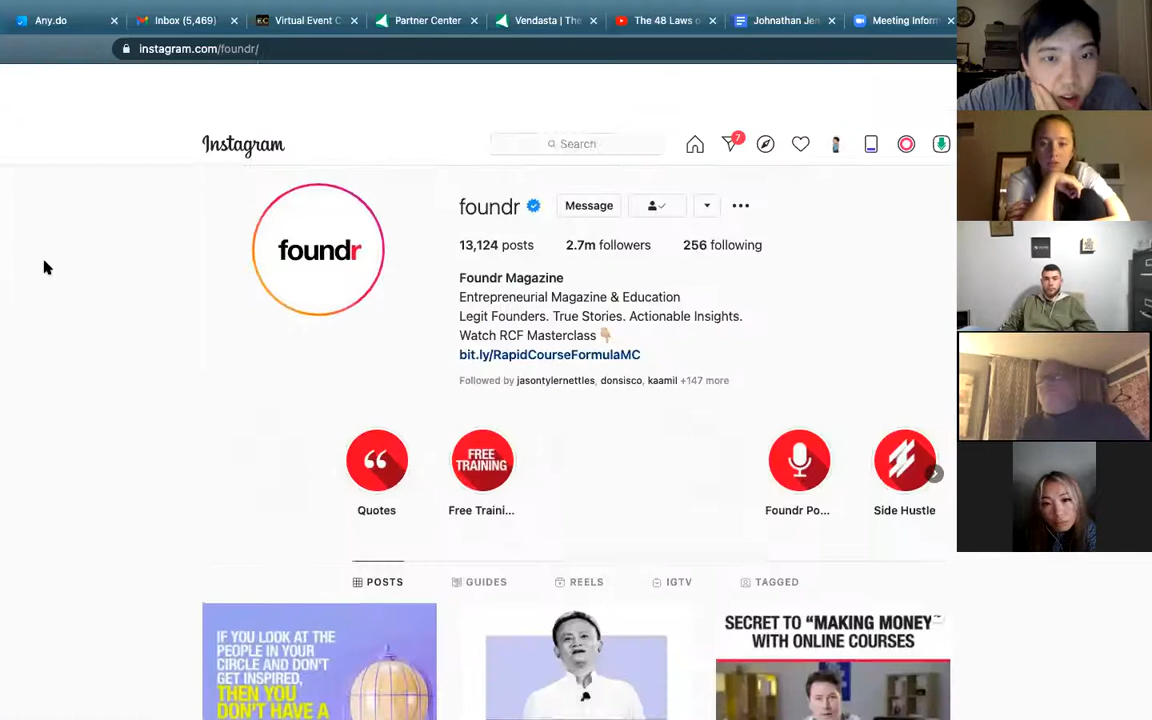 Any.do
Inbox (5,469)
Virtual Event C
Partner Center
Vendasta | The
The 48 Laws o
Johnathan Jen
Meeting Inform
instagram.com/foundr/
Instagram
Search
7
foundr
Message
foundr
13,124 posts
2.7m followers
256 following
Foundr Magazine
Entrepreneurial Magazine & Education
Legit Founders. True Stories. Actionable Insights.
Watch RCF Masterclass
bit.ly/RapidCourseFormulaMC
Followed by jasontylernettles, donsisco, kaamil +147 more
FREE
TRAINING
Quotes
Free Traini...
Foundr Po...
Side Hustle
POSTS
GUIDES
REELS
IGTV
TAGGED
IF YOU LOOK AT THE
PEOPLE IN YOUR
CIRCLE AND DON'T
GET INSPIRED,
THEN YOU
DON'T HAVE A
SECRET TO “MAKING MONEY”
WITH ONLINE COURSES